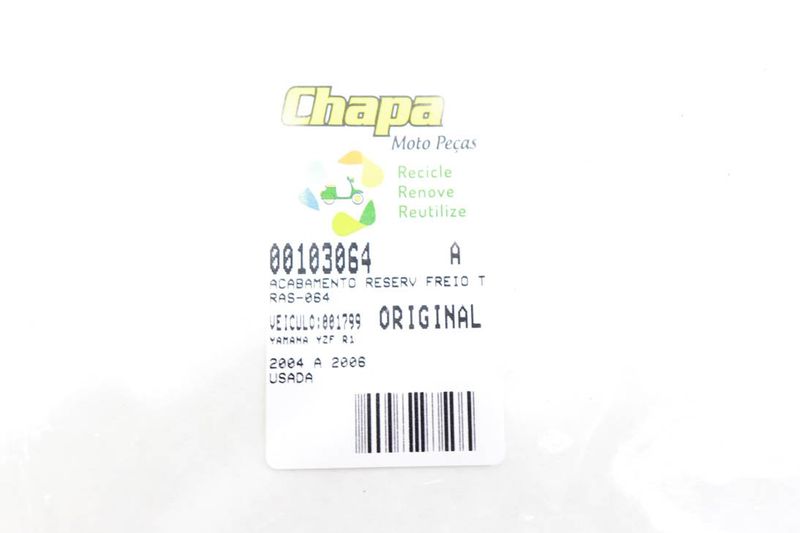 Chapa
Moto Peças
Recicle
Renove
Reutilize
00103064 A
ACABAMENTO RESERV FREIO T
RAS-064
VEICULO:001799 ORIGINAL
YAMAHA YZF R1
2004 A 2006
USADA